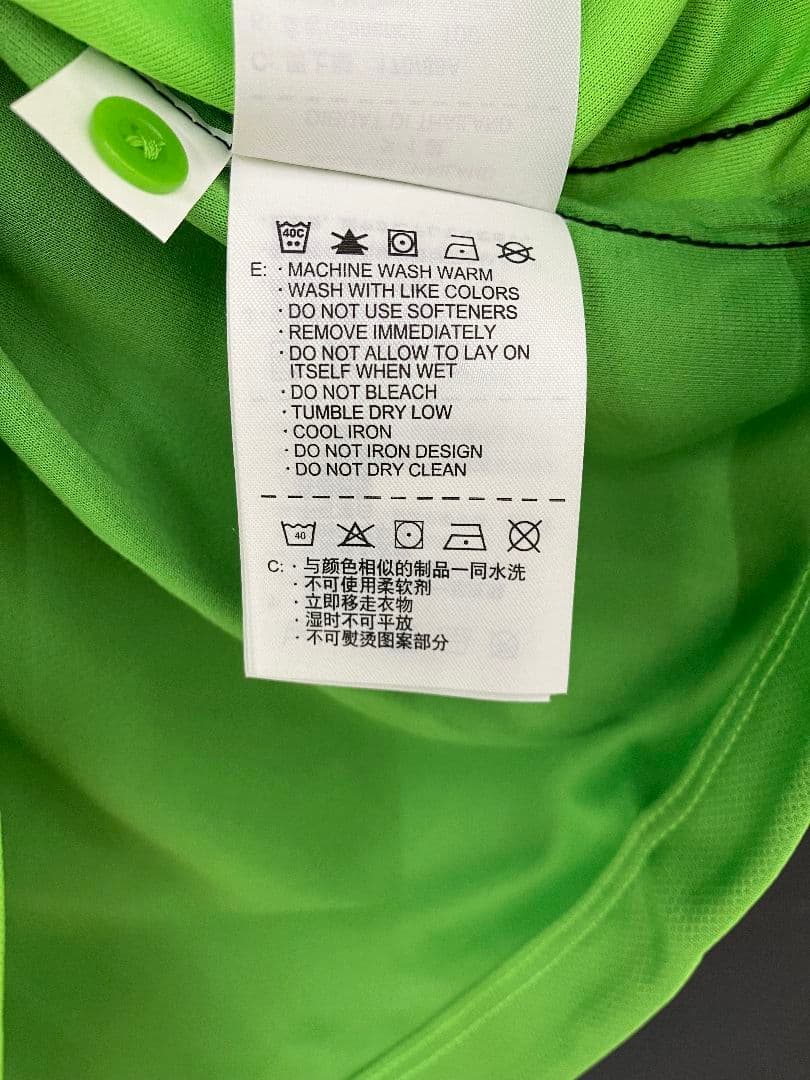 40C
E: · MACHINE WASH WARM
· WASH WITH LIKE COLORS
· DO NOT USE SOFTENERS
· REMOVE IMMEDIATELY
· DO NOT ALLOW TO LAY ON
ITSELF WHEN WET
· DO NOT BLEACH
· TUMBLE DRY LOW
· COOL IRON
· DO NOT IRON DESIGN
· DO NOT DRY CLEAN
40
C: · 与颜色相似的制品一同水洗
· 不可使用柔软剂
· 立即移走衣物
· 湿时不可平放
· 不可熨烫图案部分